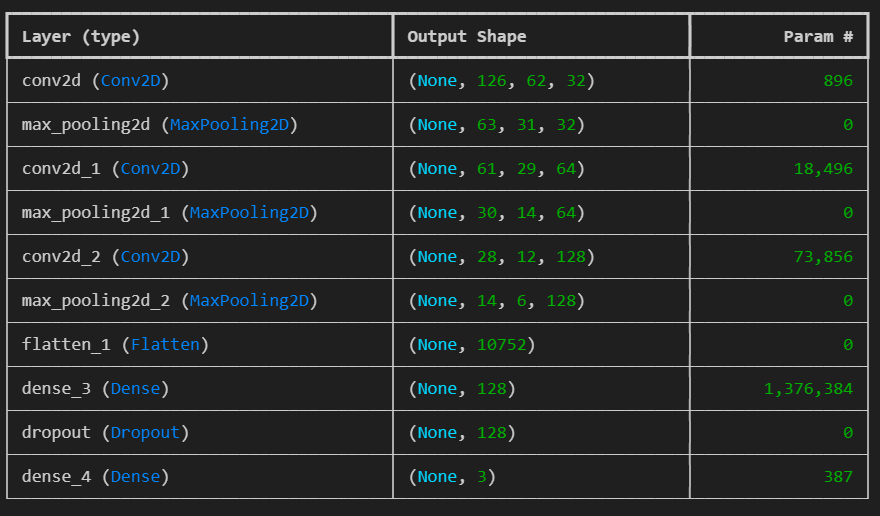 Layer (type) Output Shape Param #
conv2d (Conv2D) (None, 126, 62, 32) 896
max_pooling2d (MaxPooling2D) (None, 63, 31, 32) 0
conv2d_1 (Conv2D) (None, 61, 29, 64) 18,496
max_pooling2d_1 (MaxPooling2D) (None, 30, 14, 64) 0
conv2d_2 (Conv2D) (None, 28, 12, 128) 73,856
max_pooling2d_2 (MaxPooling2D) (None, 14, 6, 128) 0
flatten_1 (Flatten) (None, 10752) 0
dense_3 (Dense) (None, 128) 1,376,384
dropout (Dropout) (None, 128) 0
dense_4 (Dense) (None, 3) 387